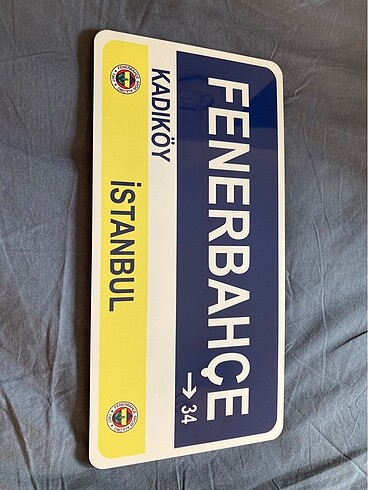 FENERBAHÇE
→ 34
KADIKÖY
İSTANBUL